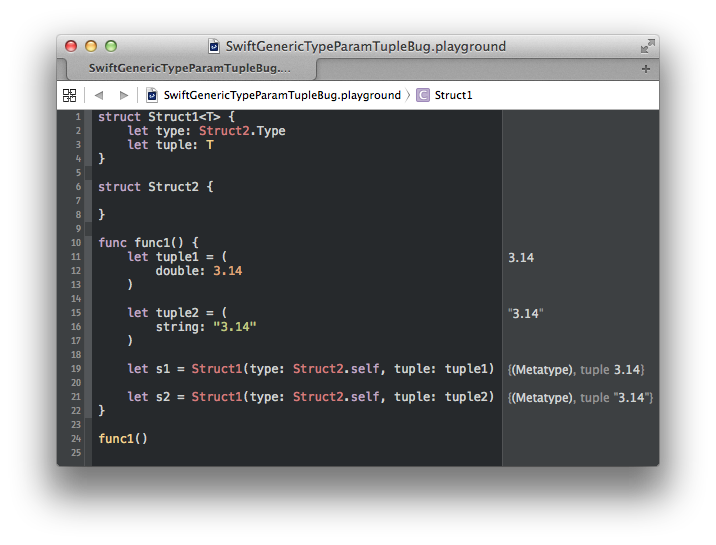 SwiftGenericTypeParamTupleBug.playground
SwiftGenericTypeParamTupleBug.... +
SwiftGenericTypeParamTupleBug.playground 〉 C Struct1
1 struct Struct1<T> {
2     let type: Struct2.Type
3     let tuple: T
4 }
5
6 struct Struct2 {
7
8 }
9
10 func func1() {
11     let tuple1 = ( 3.14
12         double: 3.14
13     )
14
15     let tuple2 = ( "3.14"
16         string: "3.14"
17     )
18
19     let s1 = Struct1(type: Struct2.self, tuple: tuple1) {(Metatype), tuple 3.14}
20
21     let s2 = Struct1(type: Struct2.self, tuple: tuple2) {(Metatype), tuple "3.14"}
22 }
23
24 func1()
25